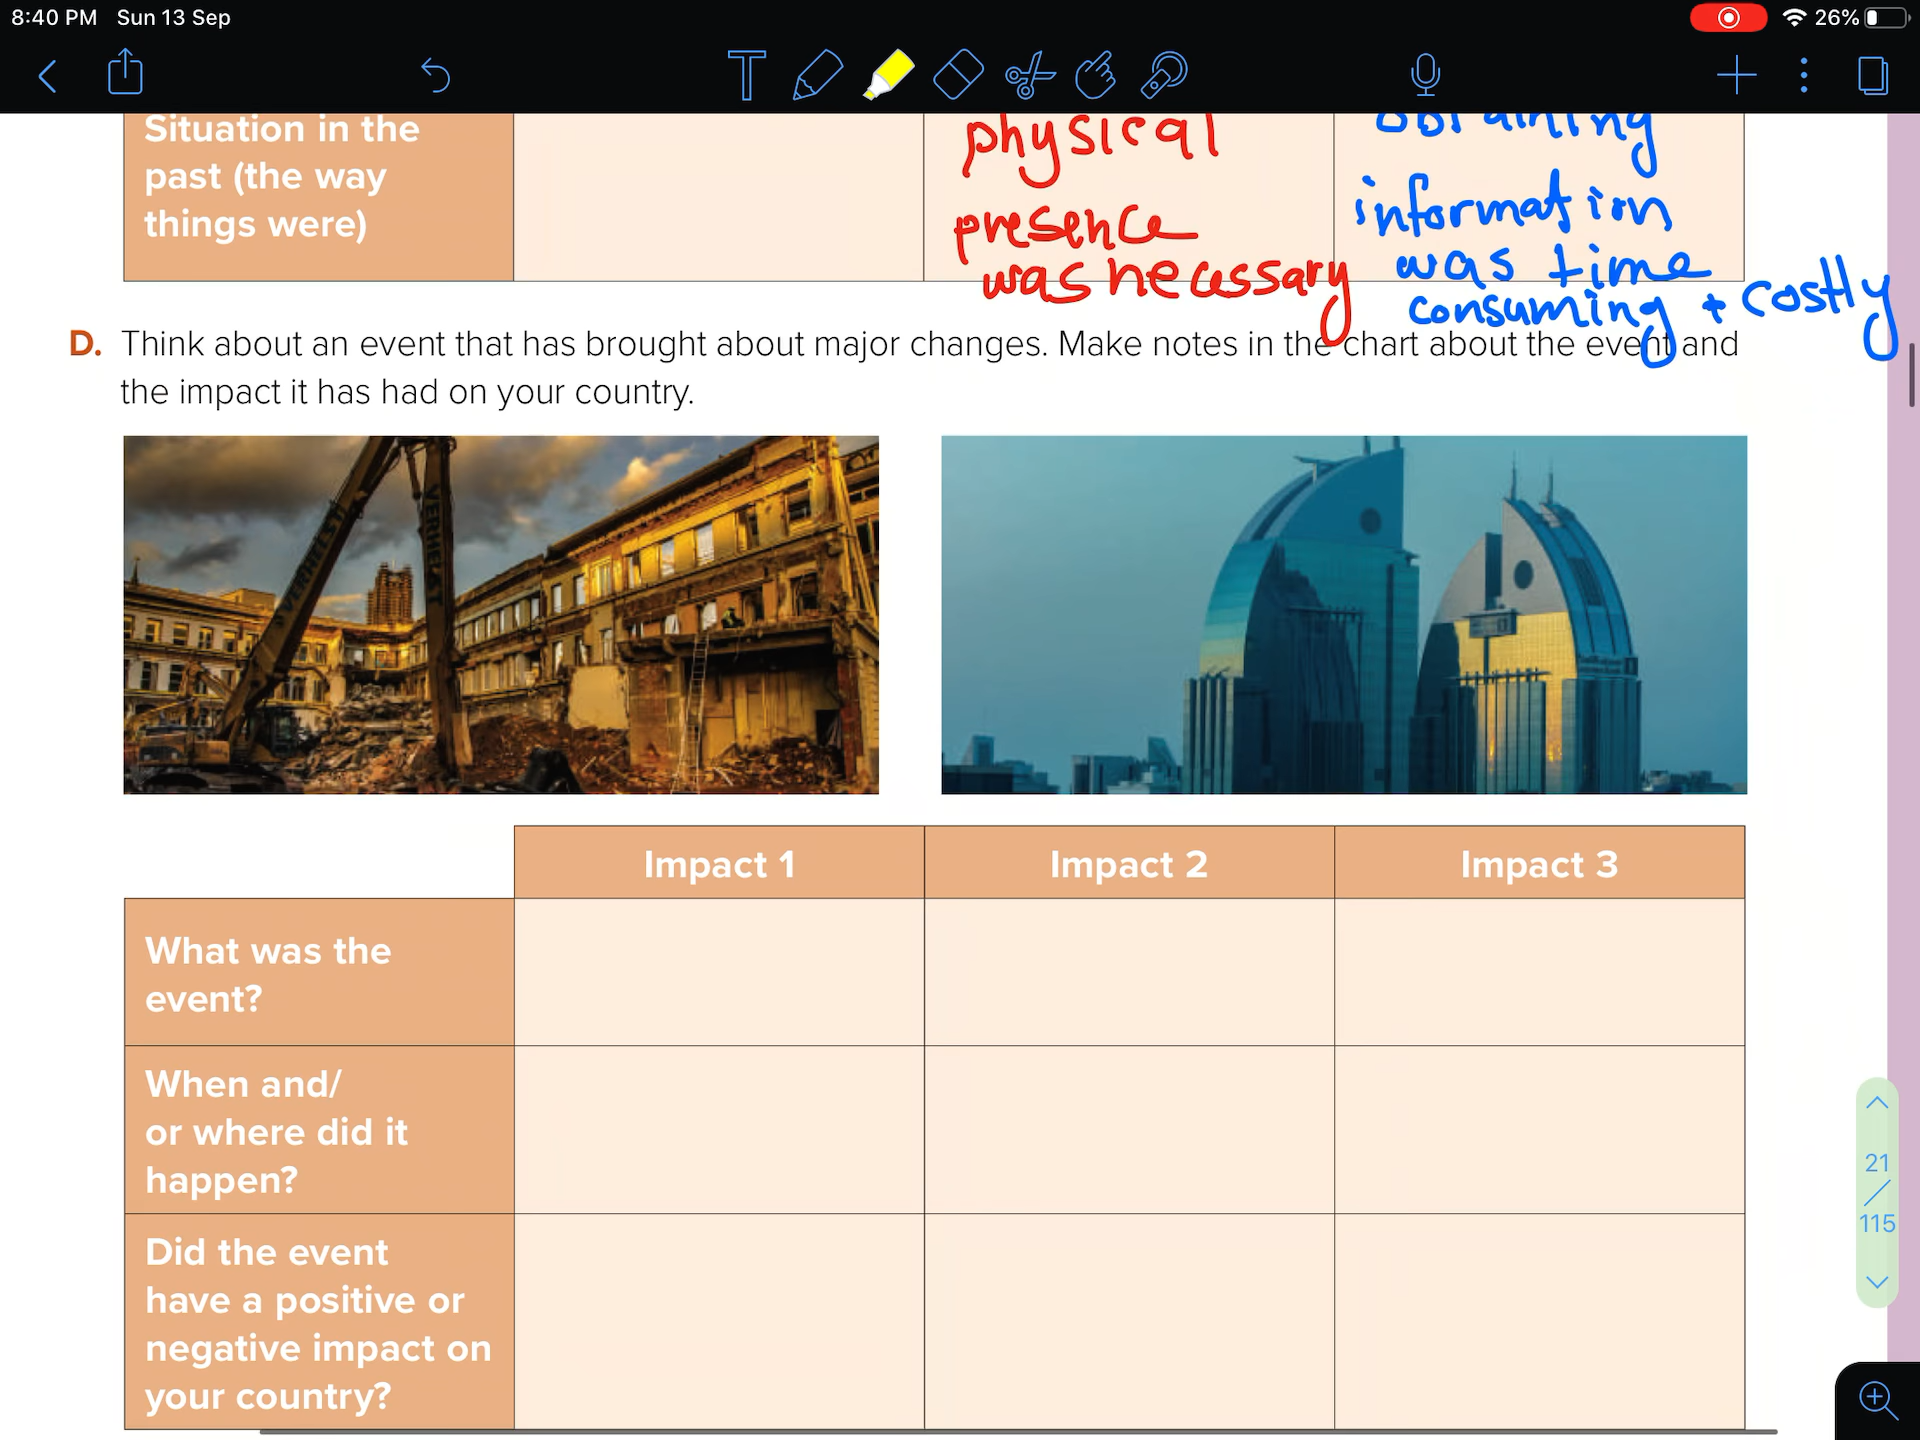 8:40 PM Sun 13 Sep
26%
Situation in the
past (the way
things were)
physical
presence
was necessary
obtaining
information
was time
consuming + costly
D. Think about an event that has brought about major changes. Make notes in the chart about the event and
the impact it has had on your country.
Impact 1 Impact 2 Impact 3
What was the
event?
When and/
or where did it
happen?
Did the event
have a positive or
negative impact on
your country?
21
/
115